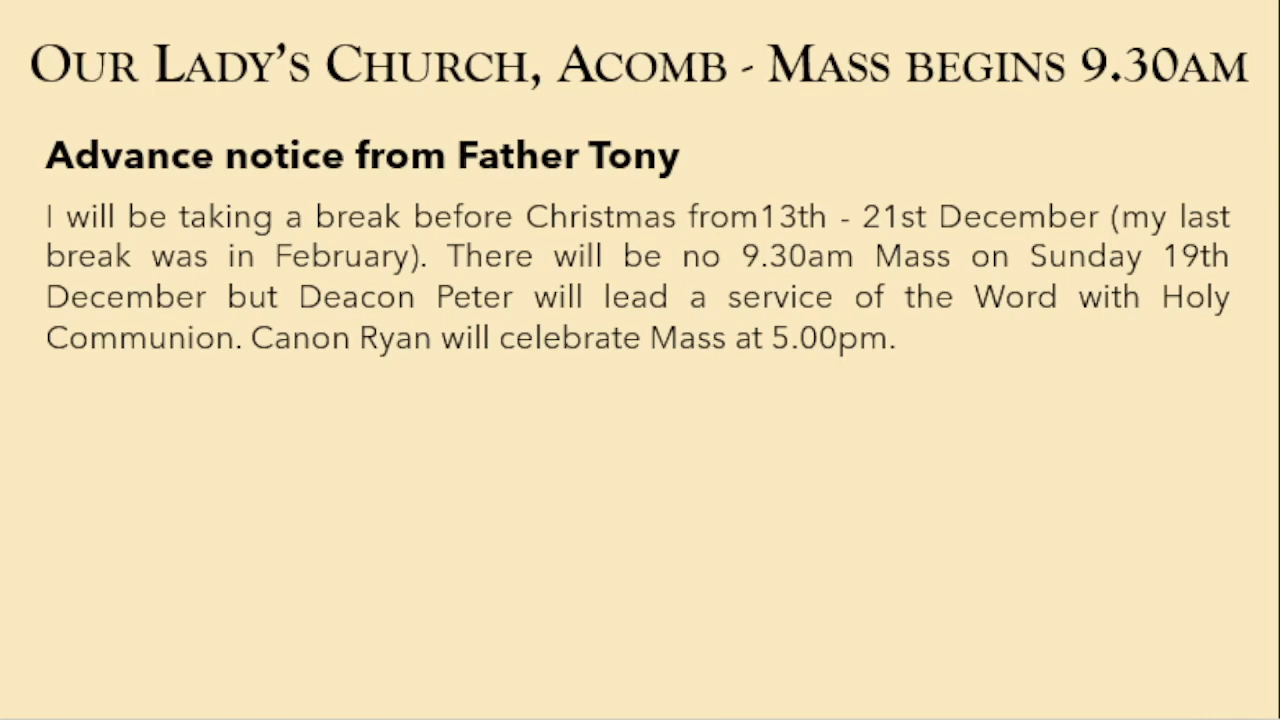 Our Lady's Church, Acomb - Mass begins 9.30am
Advance notice from Father Tony
I will be taking a break before Christmas from13th - 21st December (my last
break was in February). There will be no 9.30am Mass on Sunday 19th
December but Deacon Peter will lead a service of the Word with Holy
Communion. Canon Ryan will celebrate Mass at 5.00pm.